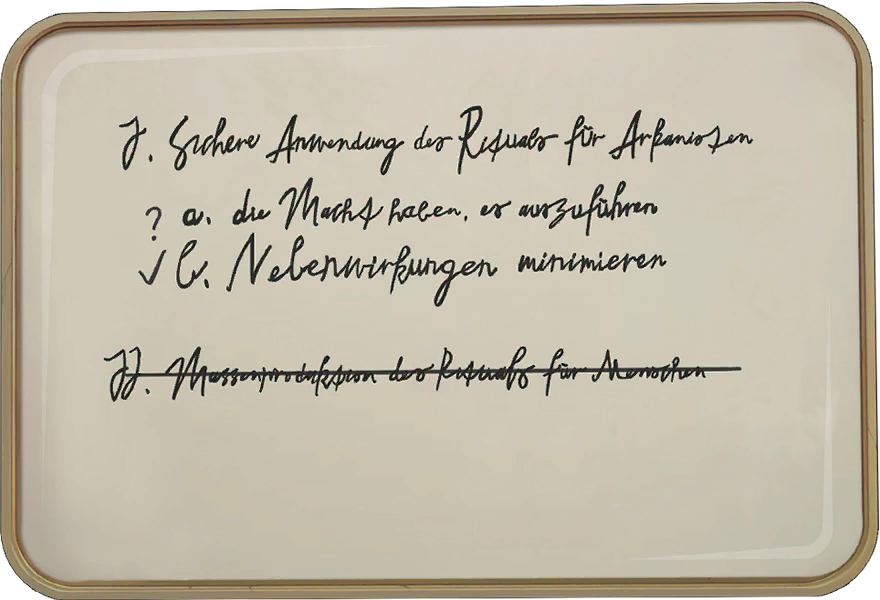 I. Sichere Anwendung des Rituals für Arkanisten
? a. die Macht haben, es auszuführen
✓ b. Nebenwirkungen minimieren
II. Massenproduktion des Rituals für Menschen